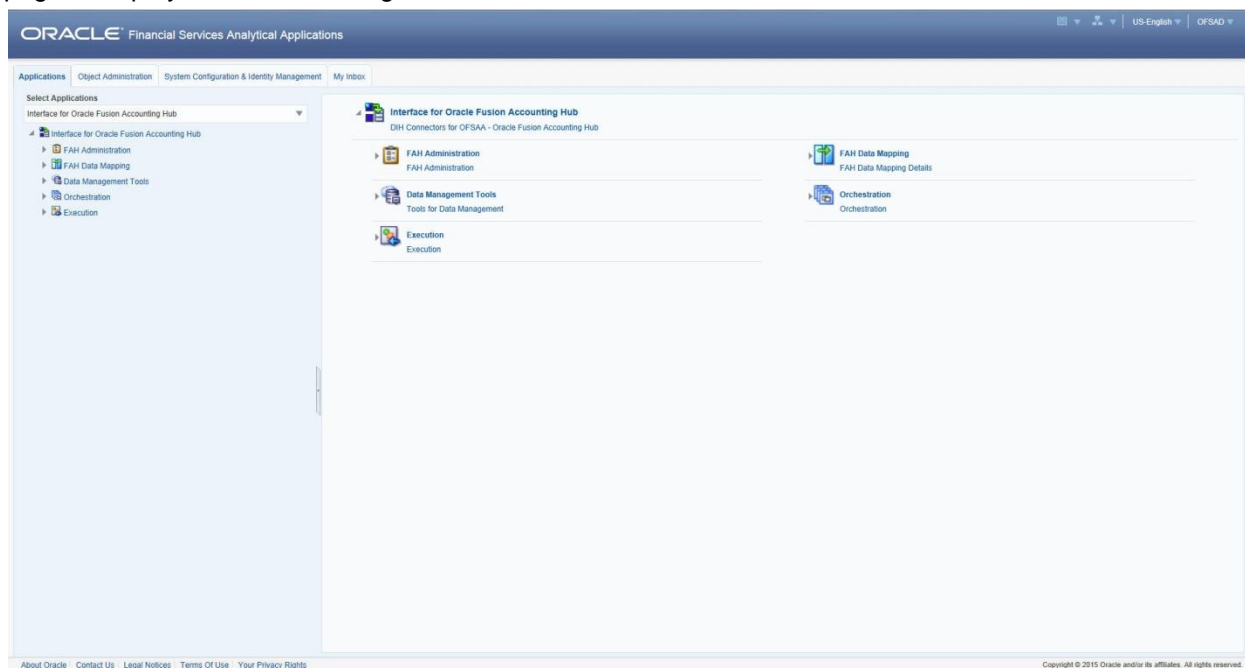 ORACLE® Financial Services Analytical Applications
US-English OFSAD
Applications Object Administration System Configuration & Identity Management My Inbox
Select Applications
Interface for Oracle Fusion Accounting Hub
Interface for Oracle Fusion Accounting Hub
FAH Administration
FAH Data Mapping
Data Management Tools
Orchestration
Execution
Interface for Oracle Fusion Accounting Hub
DIH Connectors for OFSAA - Oracle Fusion Accounting Hub
FAH Administration
FAH Administration
FAH Data Mapping
FAH Data Mapping Details
Data Management Tools
Tools for Data Management
Orchestration
Orchestration
Execution
Execution
About Oracle Contact Us Legal Notices Terms Of Use Your Privacy Rights
Copyright © 2015 Oracle and/or its affiliates. All rights reserved.